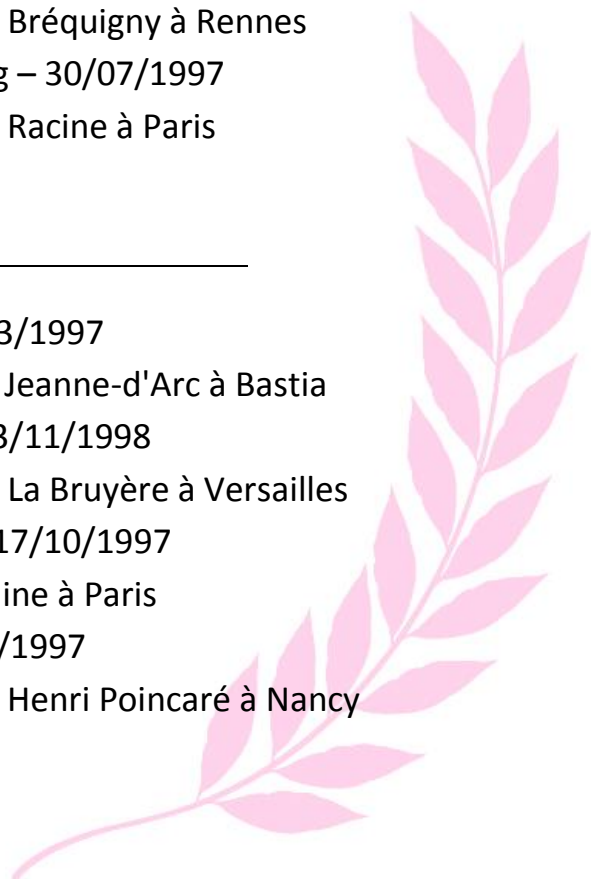 Bréquigny à Rennes
g – 30/07/1997
Racine à Paris
3/1997
Jeanne-d'Arc à Bastia
3/11/1998
La Bruyère à Versailles
17/10/1997
ine à Paris
/1997
Henri Poincaré à Nancy